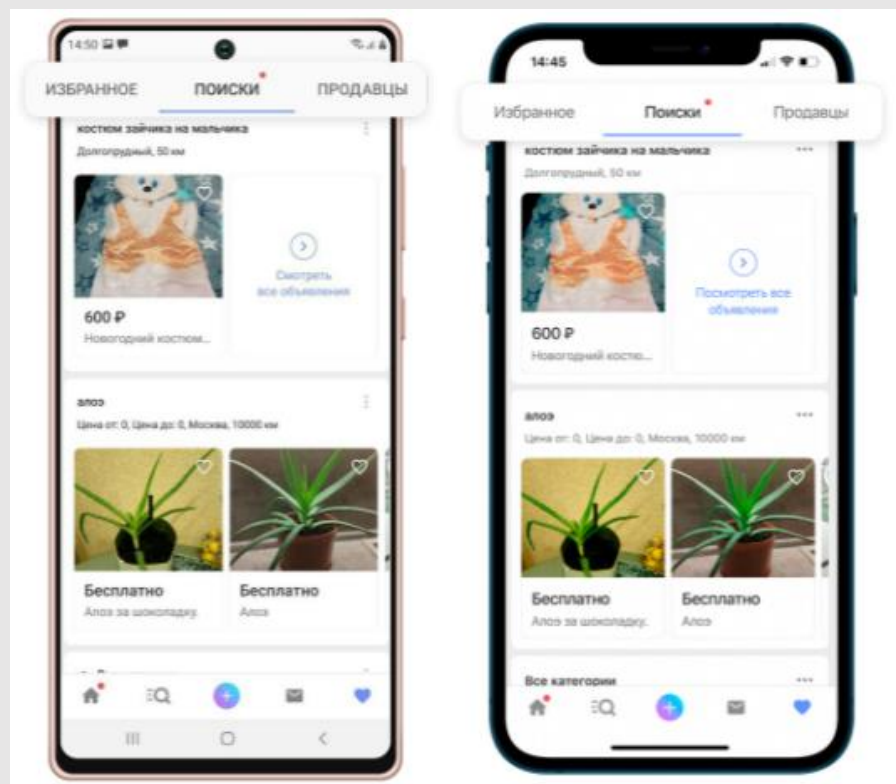 14:50
ИЗБРАННОЕ ПОИСКИ ПРОДАВЦЫ
костюм зайчика на мальчика
Долгопрудный, 50 км
Смотреть
все объявления
600 ₽
Новогодний костюм...
алоэ
Цена от: 0, Цена до: 0, Москва, 10000 км
Бесплатно
Алоэ за шоколадку.
Бесплатно
Алоэ
14:45
Избранное Поиски Продавцы
костюм зайчика на мальчика
Долгопрудный, 50 км
Посмотреть все
объявления
600 ₽
Новогодний костю...
алоэ
Цена от: 0, Цена до: 0, Москва, 10000 км
Бесплатно
Алоэ за шоколадку.
Бесплатно
Алоэ
Все категории